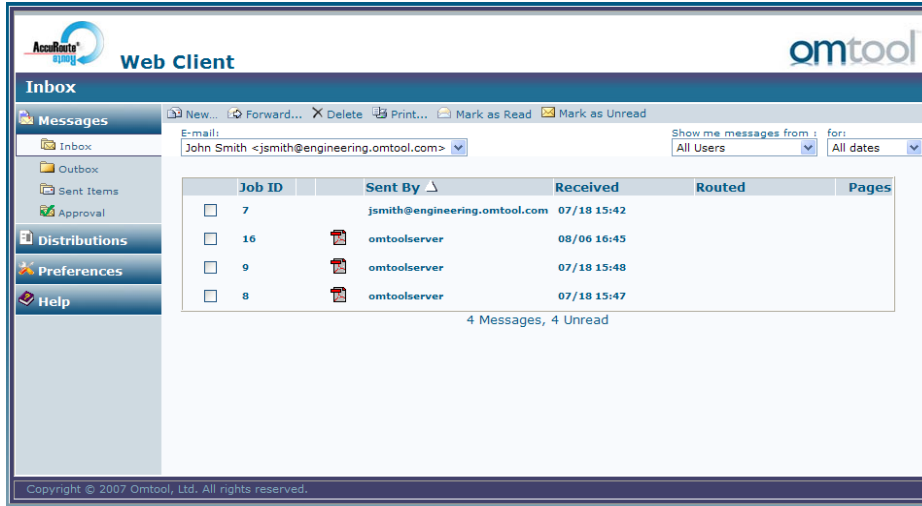 AccuRoute®
Route
Web Client
omtool
Inbox
Messages
Inbox
Outbox
Sent Items
Approval
Distributions
Preferences
Help
New... Forward... Delete Print... Mark as Read Mark as Unread
E-mail: Show me messages from : for:
John Smith <jsmith@engineering.omtool.com> All Users All dates
Job ID Sent By Received Routed Pages
7 jsmith@engineering.omtool.com 07/18 15:42
16 omtoolserver 08/06 16:45
9 omtoolserver 07/18 15:48
8 omtoolserver 07/18 15:47
4 Messages, 4 Unread
Copyright © 2007 Omtool, Ltd. All rights reserved.